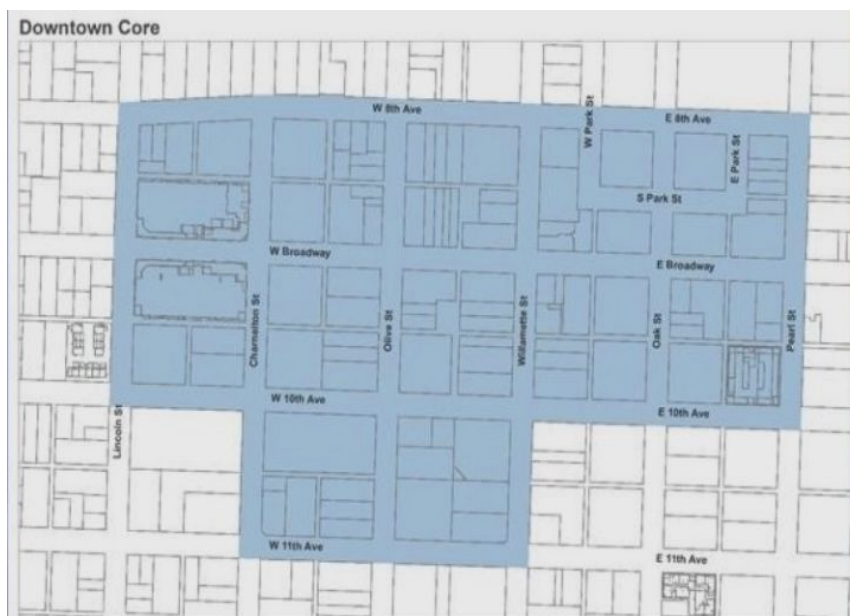 Downtown Core
W 8th Ave
W Park St
E 8th Ave
E Park St
S Park St
W Broadway
E Broadway
Charnelton St
Olive St
Willamette St
Oak St
Pearl St
W 10th Ave
E 10th Ave
Lincoln St
W 11th Ave
E 11th Ave